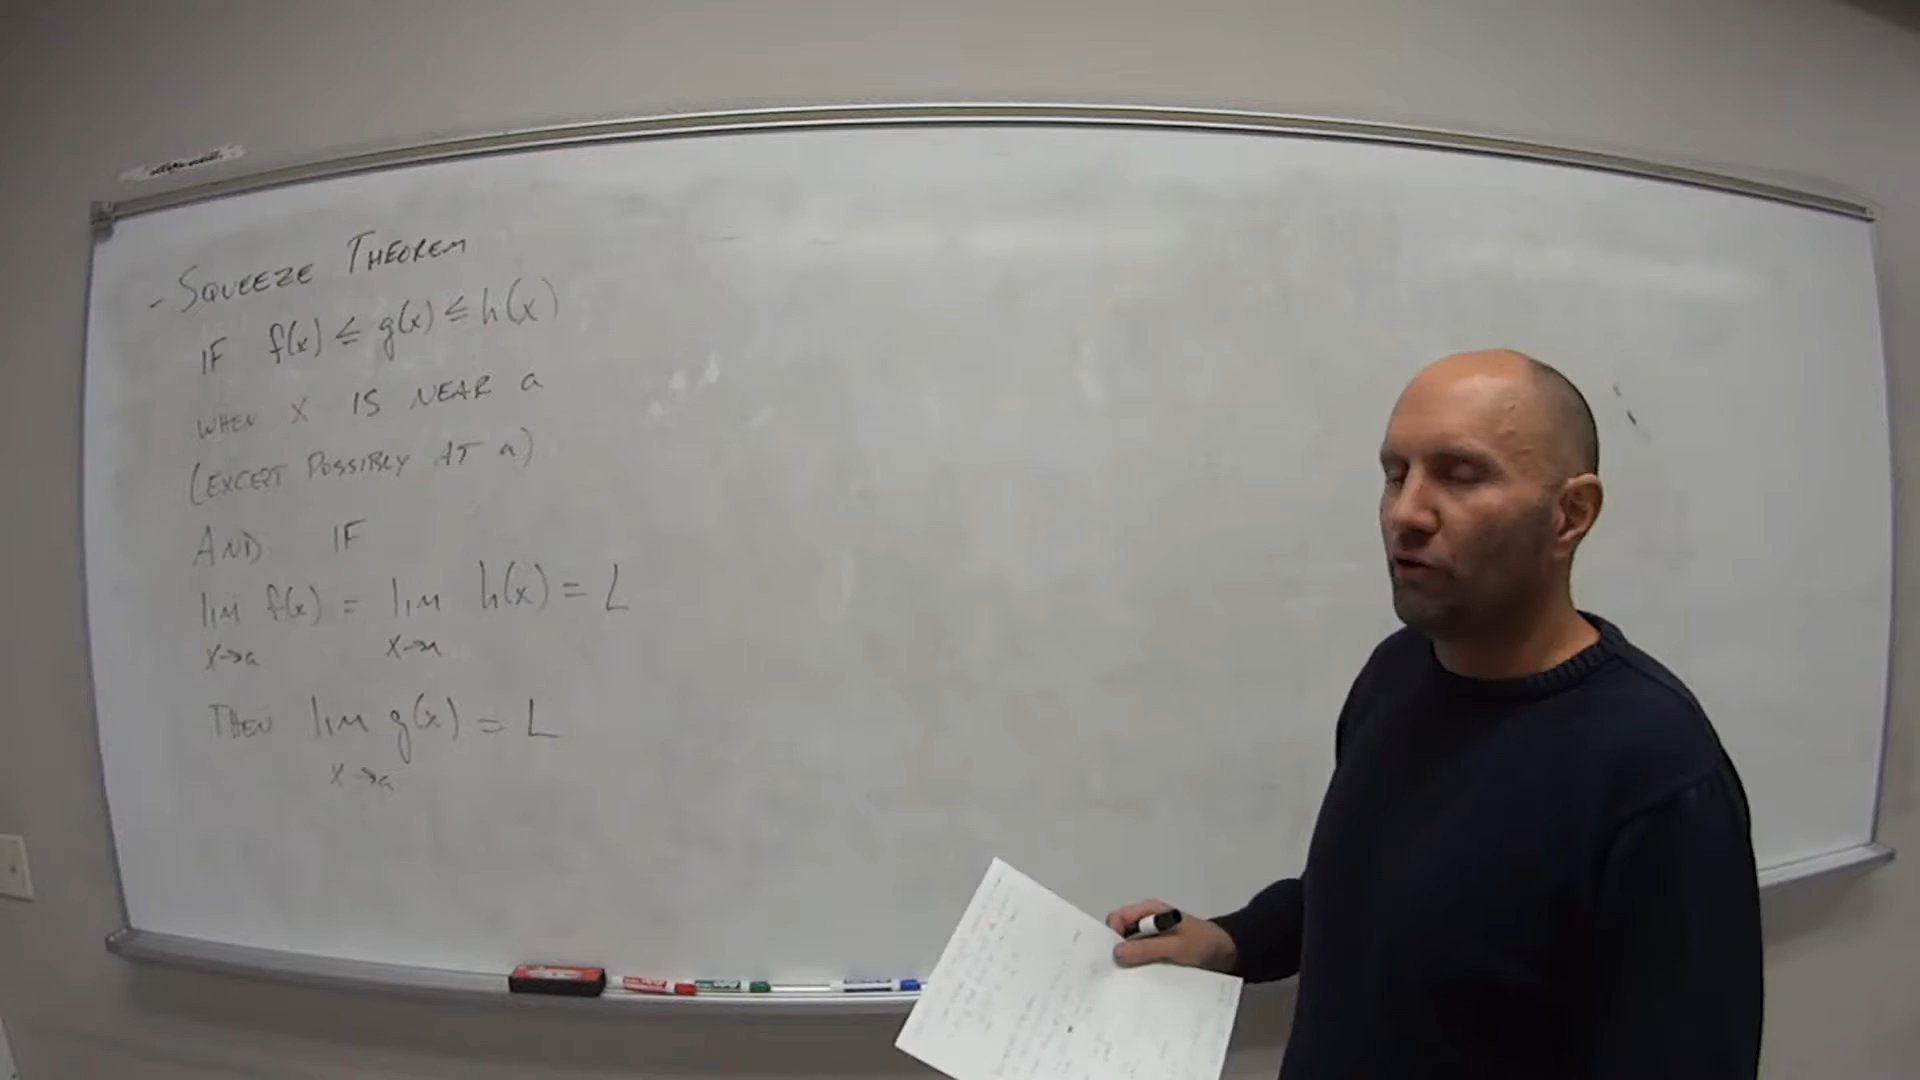 - SQUEEZE THEOREM
IF f(x) ≤ g(x) ≤ h(x)
WHEN X IS NEAR a
(EXCEPT POSSIBLY AT a)
AND IF
lim f(x) = lim h(x) = L
x→a x→a
THEN lim g(x) = L
x→a